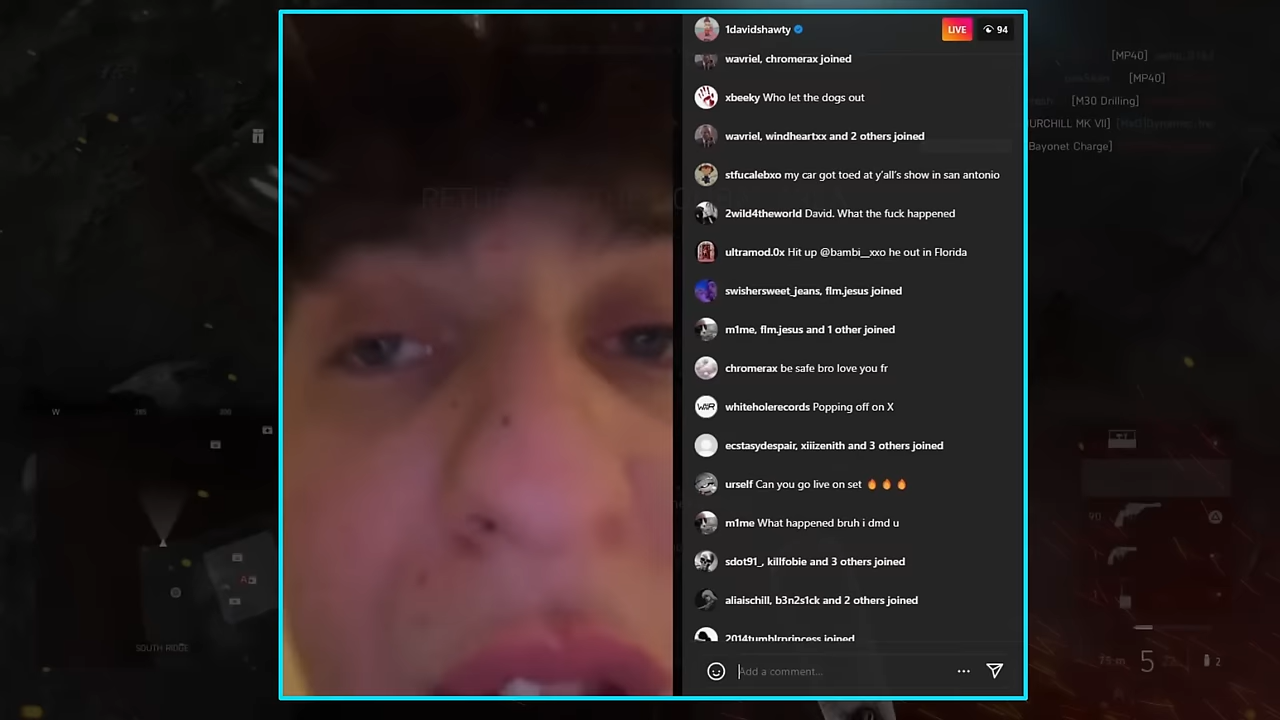 1davidshawty
LIVE
94
wavriel, chromerax joined
xbeeky Who let the dogs out
wavriel, windheartxx and 2 others joined
stfucalebxo my car got toed at y'all's show in san antonio
2wild4theworld David. What the fuck happened
ultramod.0x Hit up @bambi__xxo he out in Florida
swishersweet_jeans, flm.jesus joined
m1me, flm.jesus and 1 other joined
chromerax be safe bro love you fr
whiteholerecords Popping off on X
ecstasydespair, xiiizenith and 3 others joined
urself Can you go live on set 🔥 🔥 🔥
m1me What happened bruh i dmd u
sdot91_, killfobie and 3 others joined
aliaischill, b3n2s1ck and 2 others joined
2014tumblrprincess joined
Add a comment...
[MP40]
[MP40]
[M30 Drilling]
URCHILL MK VII]
Bayonet Charge]
W
285
300
SOUTH RIDGE
90
5
2